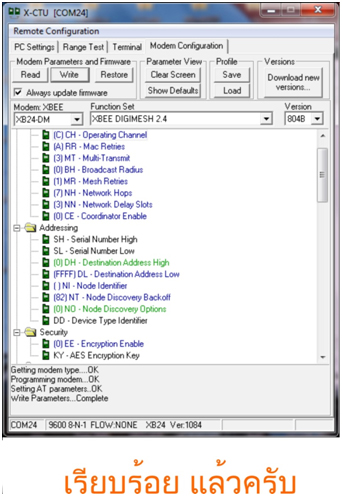 X-CTU [COM24]
Remote Configuration
PC Settings Range Test Terminal Modem Configuration
Modem Parameters and Firmware Parameter View Profile Versions
Read Write Restore Clear Screen Save Download new versions...
Always update firmware Show Defaults Load
Modem: XBEE Function Set Version
XB24-DM XBEE DIGIMESH 2.4 804B
(C) CH - Operating Channel
(A) RR - Mac Retries
(3) MT - Multi-Transmit
(0) BH - Broadcast Radius
(1) MR - Mesh Retries
(7) NH - Network Hops
(3) NN - Network Delay Slots
(0) CE - Coordinator Enable
Addressing
SH - Serial Number High
SL - Serial Number Low
(0) DH - Destination Address High
(FFFF) DL - Destination Address Low
( ) NI - Node Identifier
(82) NT - Node Discovery Backoff
(0) NO - Node Discovery Options
DD - Device Type Identifier
Security
(0) EE - Encryption Enable
KY - AES Encryption Key
Getting modem type....OK
Programming modem..OK
Setting AT parameters..OK
Write Parameters...Complete
COM24 9600 8-N-1 FLOW:NONE XB24 Ver:1084
เรียบร้อย แล้วครับ